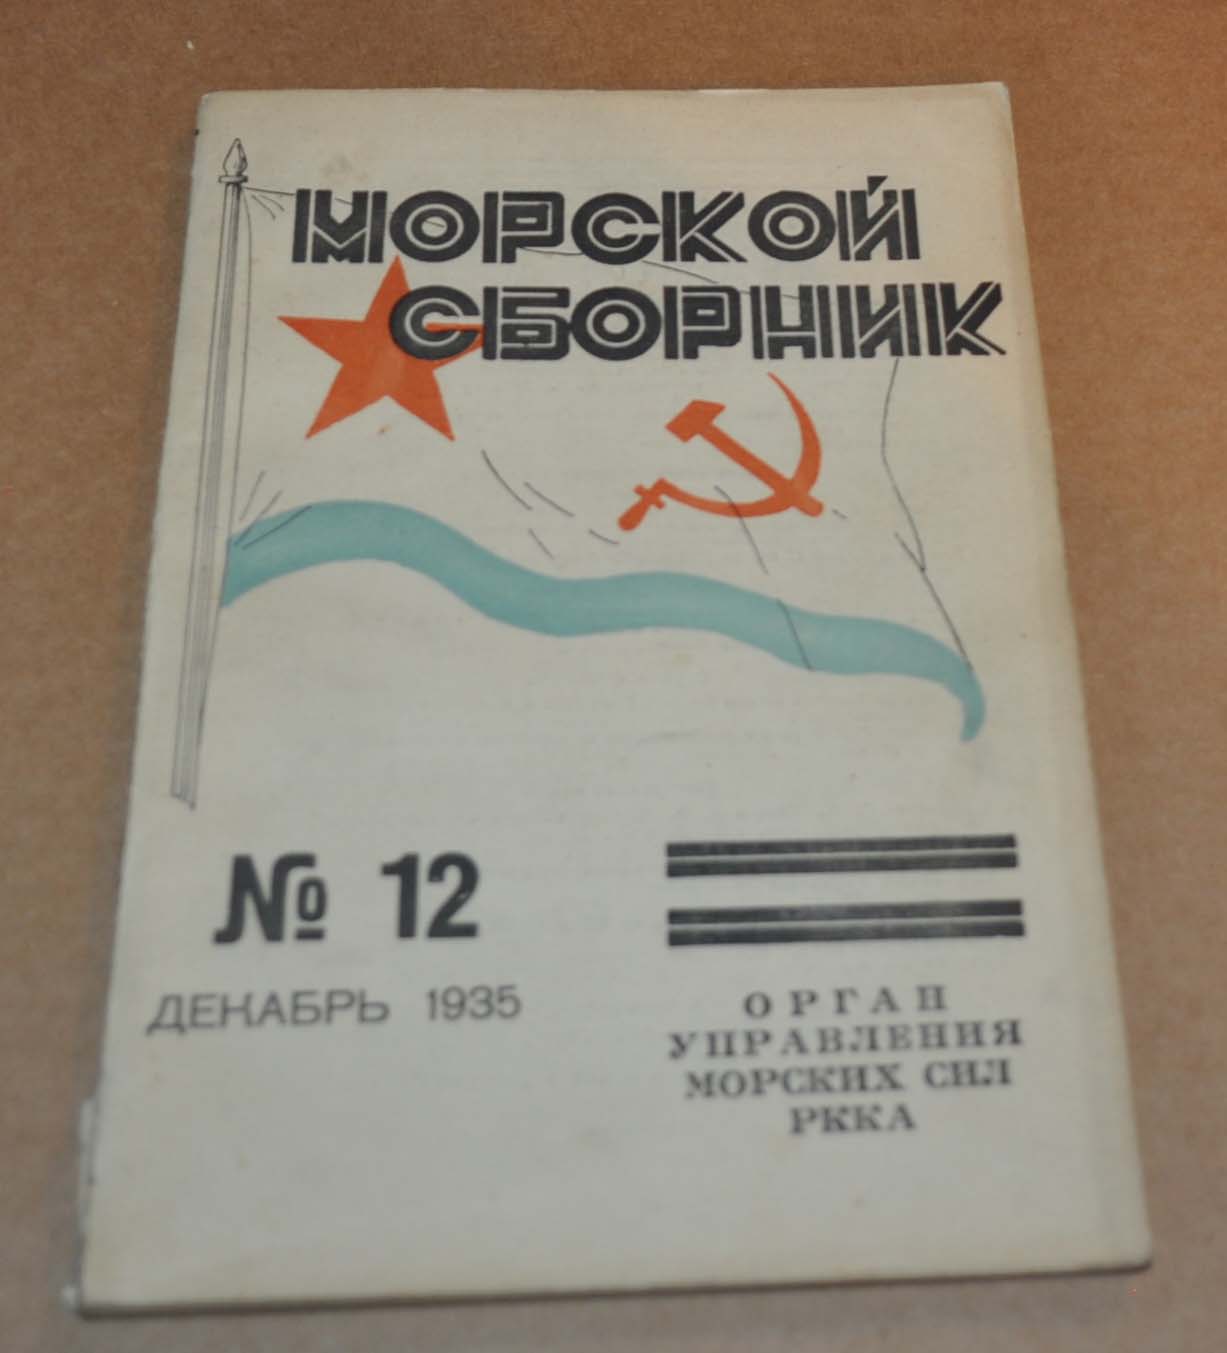 МОРСКОЙ
СБОРНИК
№ 12
ДЕКАБРЬ 1935
ОРГАН
УПРАВЛЕНИЯ
МОРСКИХ СИЛ
РККА